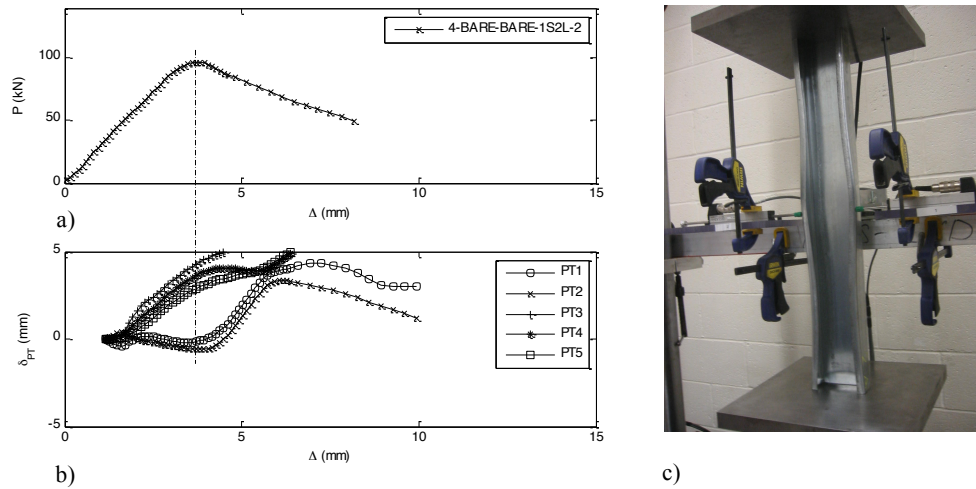 4-BARE-BARE-1S2L-2
100
50
0
P (kN)
0 5 10 15
Δ (mm)
a)
5
0
-5
δPT (mm)
PT1
PT2
PT3
PT4
PT5
0 5 10 15
Δ (mm)
b)
c)